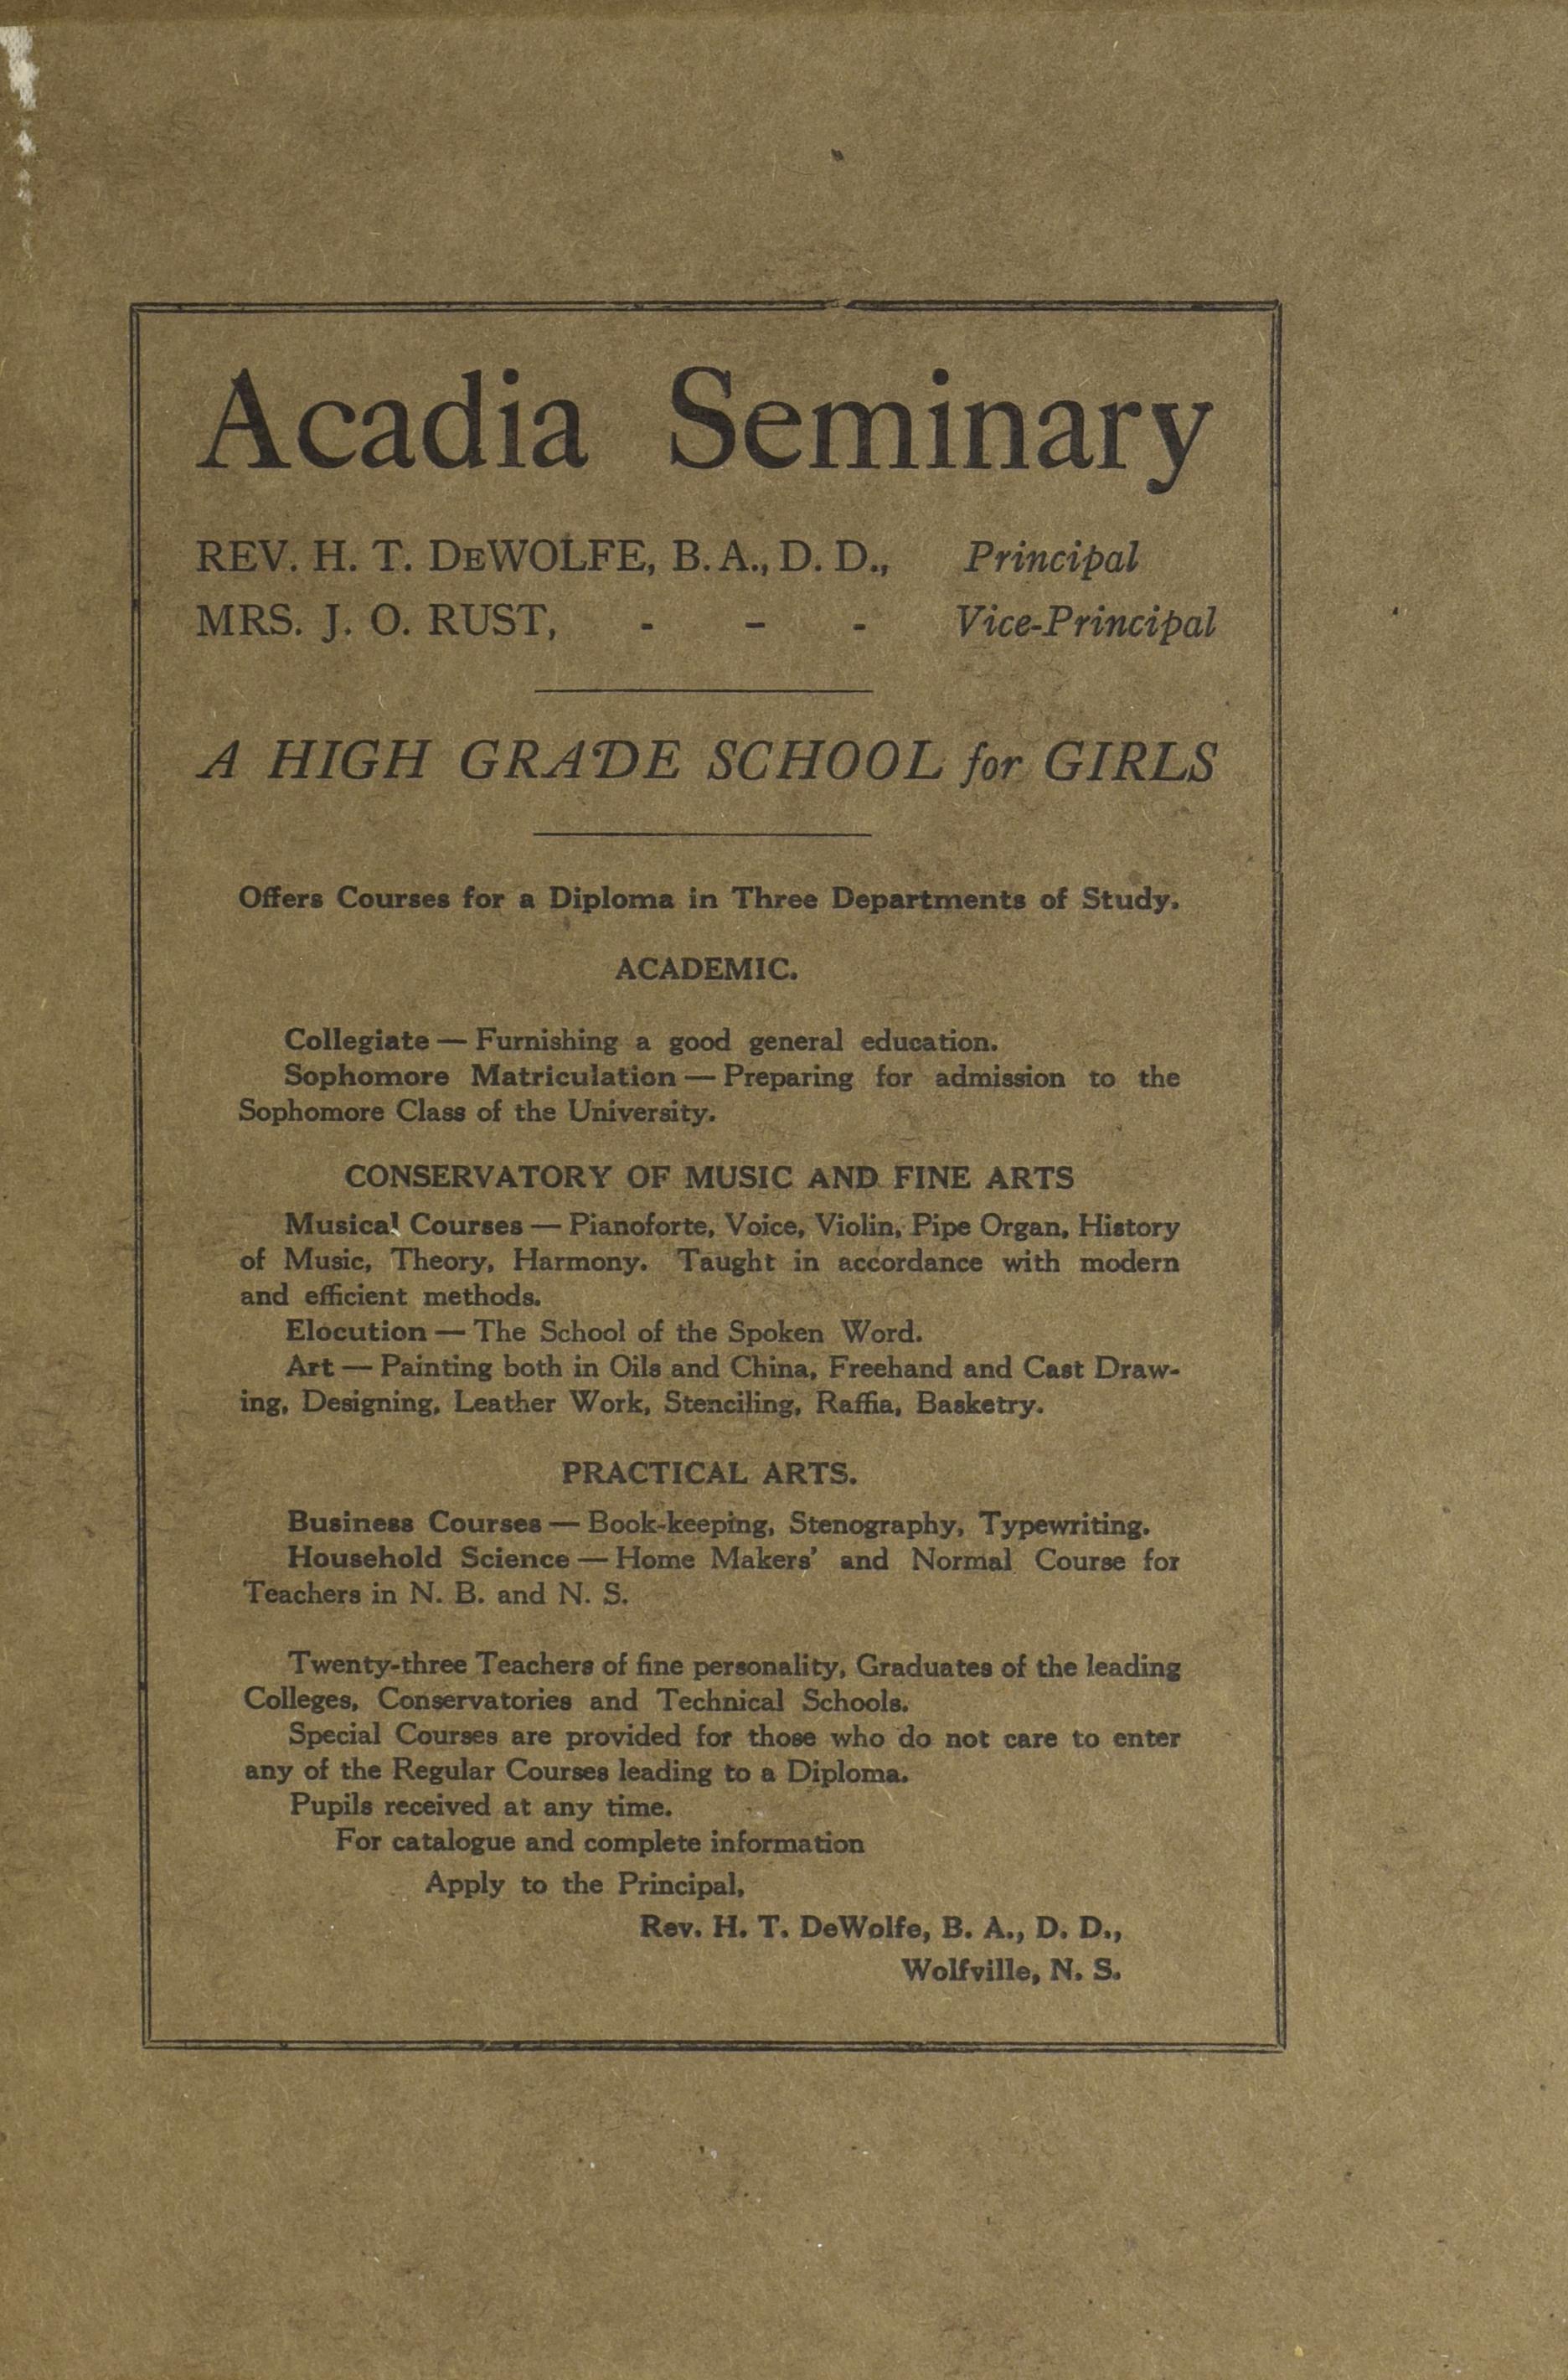 Acadia Seminary
REV. H. T. DEWOLFE, B. A., D. D., Principal
MRS. J. O. RUST, - - - Vice-Principal
A HIGH GRADE SCHOOL for GIRLS
Offers Courses for a Diploma in Three Departments of Study.
ACADEMIC.
Collegiate — Furnishing a good general education.
Sophomore Matriculation — Preparing for admission to the
Sophomore Class of the University.
CONSERVATORY OF MUSIC AND FINE ARTS
Musical Courses — Pianoforte, Voice, Violin, Pipe Organ, History
of Music, Theory, Harmony. Taught in accordance with modern
and efficient methods.
Elocution — The School of the Spoken Word.
Art — Painting both in Oils and China, Freehand and Cast Draw-
ing, Designing, Leather Work, Stenciling, Raffia, Basketry.
PRACTICAL ARTS.
Business Courses — Book-keeping, Stenography, Typewriting.
Household Science — Home Makers' and Normal Course for
Teachers in N. B. and N. S.
Twenty-three Teachers of fine personality, Graduates of the leading
Colleges, Conservatories and Technical Schools.
Special Courses are provided for those who do not care to enter
any of the Regular Courses leading to a Diploma.
Pupils received at any time.
For catalogue and complete information
Apply to the Principal,
Rev. H. T. DeWolfe, B. A., D. D.,
Wolfville, N. S.